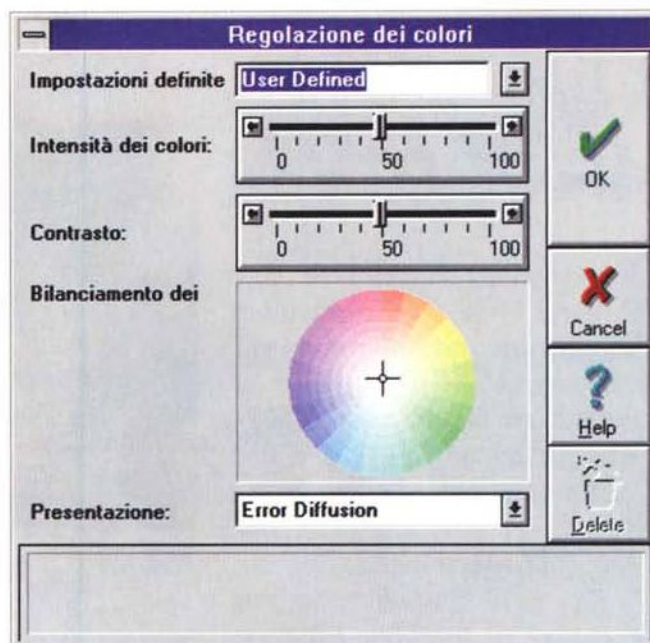 Regolazione dei colori
Impostazioni definite User Defined
Intensità dei colori:
0 50 100
Contrasto:
0 50 100
Bilanciamento dei
Presentazione: Error Diffusion
OK
Cancel
Help
Delete